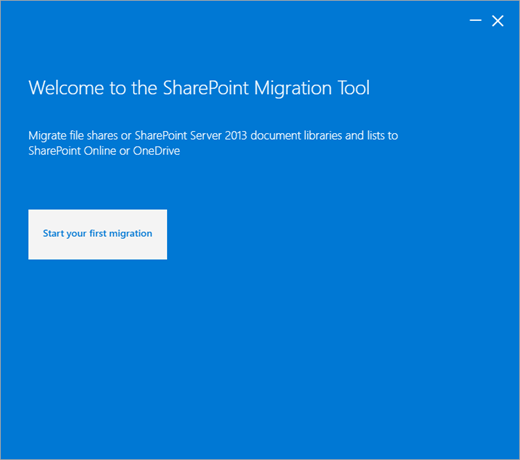 Welcome to the SharePoint Migration Tool
Migrate file shares or SharePoint Server 2013 document libraries and lists to
SharePoint Online or OneDrive
Start your first migration